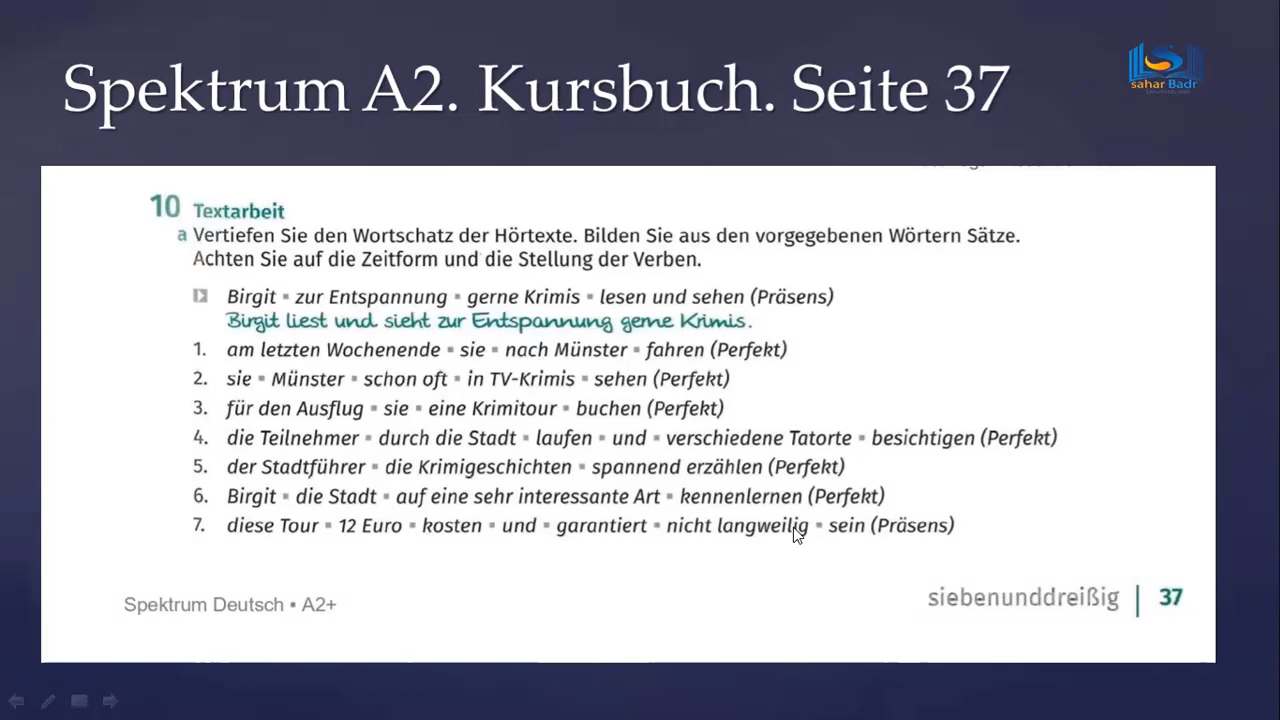 Spektrum A2. Kursbuch. Seite 37
sahar Badr
10 Textarbeit
a Vertiefen Sie den Wortschatz der Hörtexte. Bilden Sie aus den vorgegebenen Wörtern Sätze.
Achten Sie auf die Zeitform und die Stellung der Verben.
Birgit ▪ zur Entspannung ▪ gerne Krimis ▪ lesen und sehen (Präsens)
Birgit liest und sieht zur Entspannung gerne Krimis.
1. am letzten Wochenende ▪ sie ▪ nach Münster ▪ fahren (Perfekt)
2. sie ▪ Münster ▪ schon oft ▪ in TV-Krimis ▪ sehen (Perfekt)
3. für den Ausflug ▪ sie ▪ eine Krimitour ▪ buchen (Perfekt)
4. die Teilnehmer ▪ durch die Stadt ▪ laufen ▪ und ▪ verschiedene Tatorte ▪ besichtigen (Perfekt)
5. der Stadtführer ▪ die Krimigeschichten ▪ spannend erzählen (Perfekt)
6. Birgit ▪ die Stadt ▪ auf eine sehr interessante Art ▪ kennenlernen (Perfekt)
7. diese Tour ▪ 12 Euro ▪ kosten ▪ und ▪ garantiert ▪ nicht langweilig ▪ sein (Präsens)
Spektrum Deutsch ▪ A2+
siebenunddreißig | 37